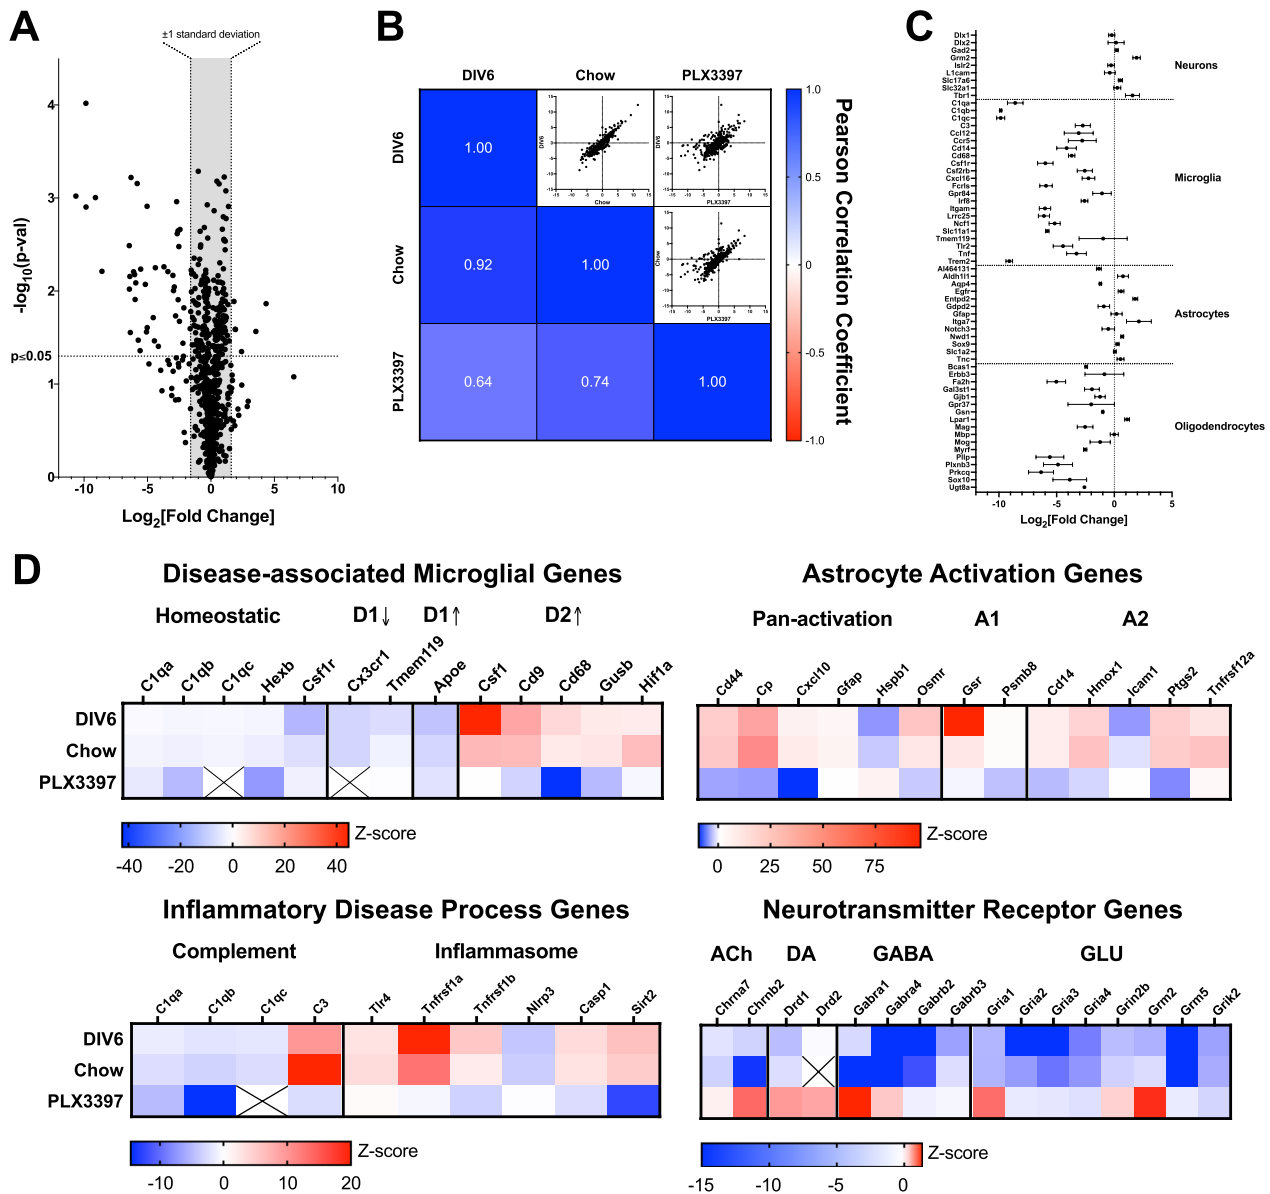 A
±1 standard deviation
4
3
2
p≤0.05
1
0
-log10(p-val)
-10
-5
0
5
10
Log2[Fold Change]
B
DIV6
Chow
PLX3397
DIV6
1.00
Chow
0.92
1.00
PLX3397
0.64
0.74
1.00
1.0
0.5
0
-0.5
-1.0
Pearson Correlation Coefficient
C
Dlx1
Dlx2
Gad2
Grm2
Islr2
L1cam
Slc17a6
Slc32a1
Tbr1
Neurons
C1qa
C1qb
C1qc
C3
Ccl12
Ccr5
Cd14
Cd68
Csf1r
Csf2rb
Cxcl16
Fcrls
Gpr84
Irf8
Itgam
Lrrc25
Ncf1
Slc11a1
Tmem119
Tlr2
Tnf
Trem2
Microglia
AI464131
Aldh1l1
Aqp4
Egfr
Entpd2
Gdpd2
Gfap
Itga7
Notch3
Nwd1
Sox9
Slc1a2
Tnc
Astrocytes
Bcas1
Erbb3
Fa2h
Gal3st1
Gjb1
Gpr37
Gsn
Lpar1
Mag
Mbp
Mog
Myrf
Pllp
Plxnb3
Prkcq
Sox10
Ugt8a
Oligodendrocytes
-10
-5
0
5
Log2[Fold Change]
D
Disease-associated Microglial Genes
Homeostatic
D1↓
D1↑
D2↑
C1qa
C1qb
C1qc
Hexb
Csf1r
Cx3cr1
Tmem119
Apoe
Csf1
Cd9
Cd68
Gusb
Hif1a
DIV6
Chow
PLX3397
-40
-20
0
20
40
Z-score
Astrocyte Activation Genes
Pan-activation
A1
A2
Cd44
Cp
Cxcl10
Gfap
Hspb1
Osmr
Gsr
Psmb8
Cd14
Hmox1
Icam1
Ptgs2
Tnfrsf12a
0
25
50
75
Z-score
Inflammatory Disease Process Genes
Complement
Inflammasome
C1qa
C1qb
C1qc
C3
Tlr4
Tnfrsf1a
Tnfrsf1b
Nlrp3
Casp1
Sirt2
DIV6
Chow
PLX3397
-10
0
10
20
Z-score
Neurotransmitter Receptor Genes
ACh
DA
GABA
GLU
Chrna7
Chrnb2
Drd1
Drd2
Gabra1
Gabra4
Gabrb2
Gabrb3
Gria1
Gria2
Gria3
Gria4
Grin2b
Grm2
Grm5
Grik2
-15
-10
-5
0
Z-score